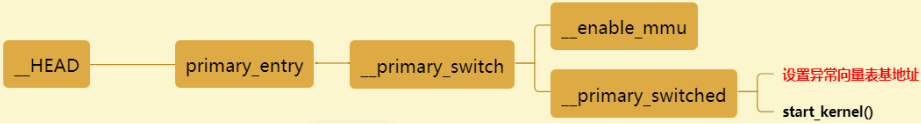 __HEAD
primary_entry
__primary_switch
__enable_mmu
__primary_switched
设置异常向量表基地址
start_kernel()